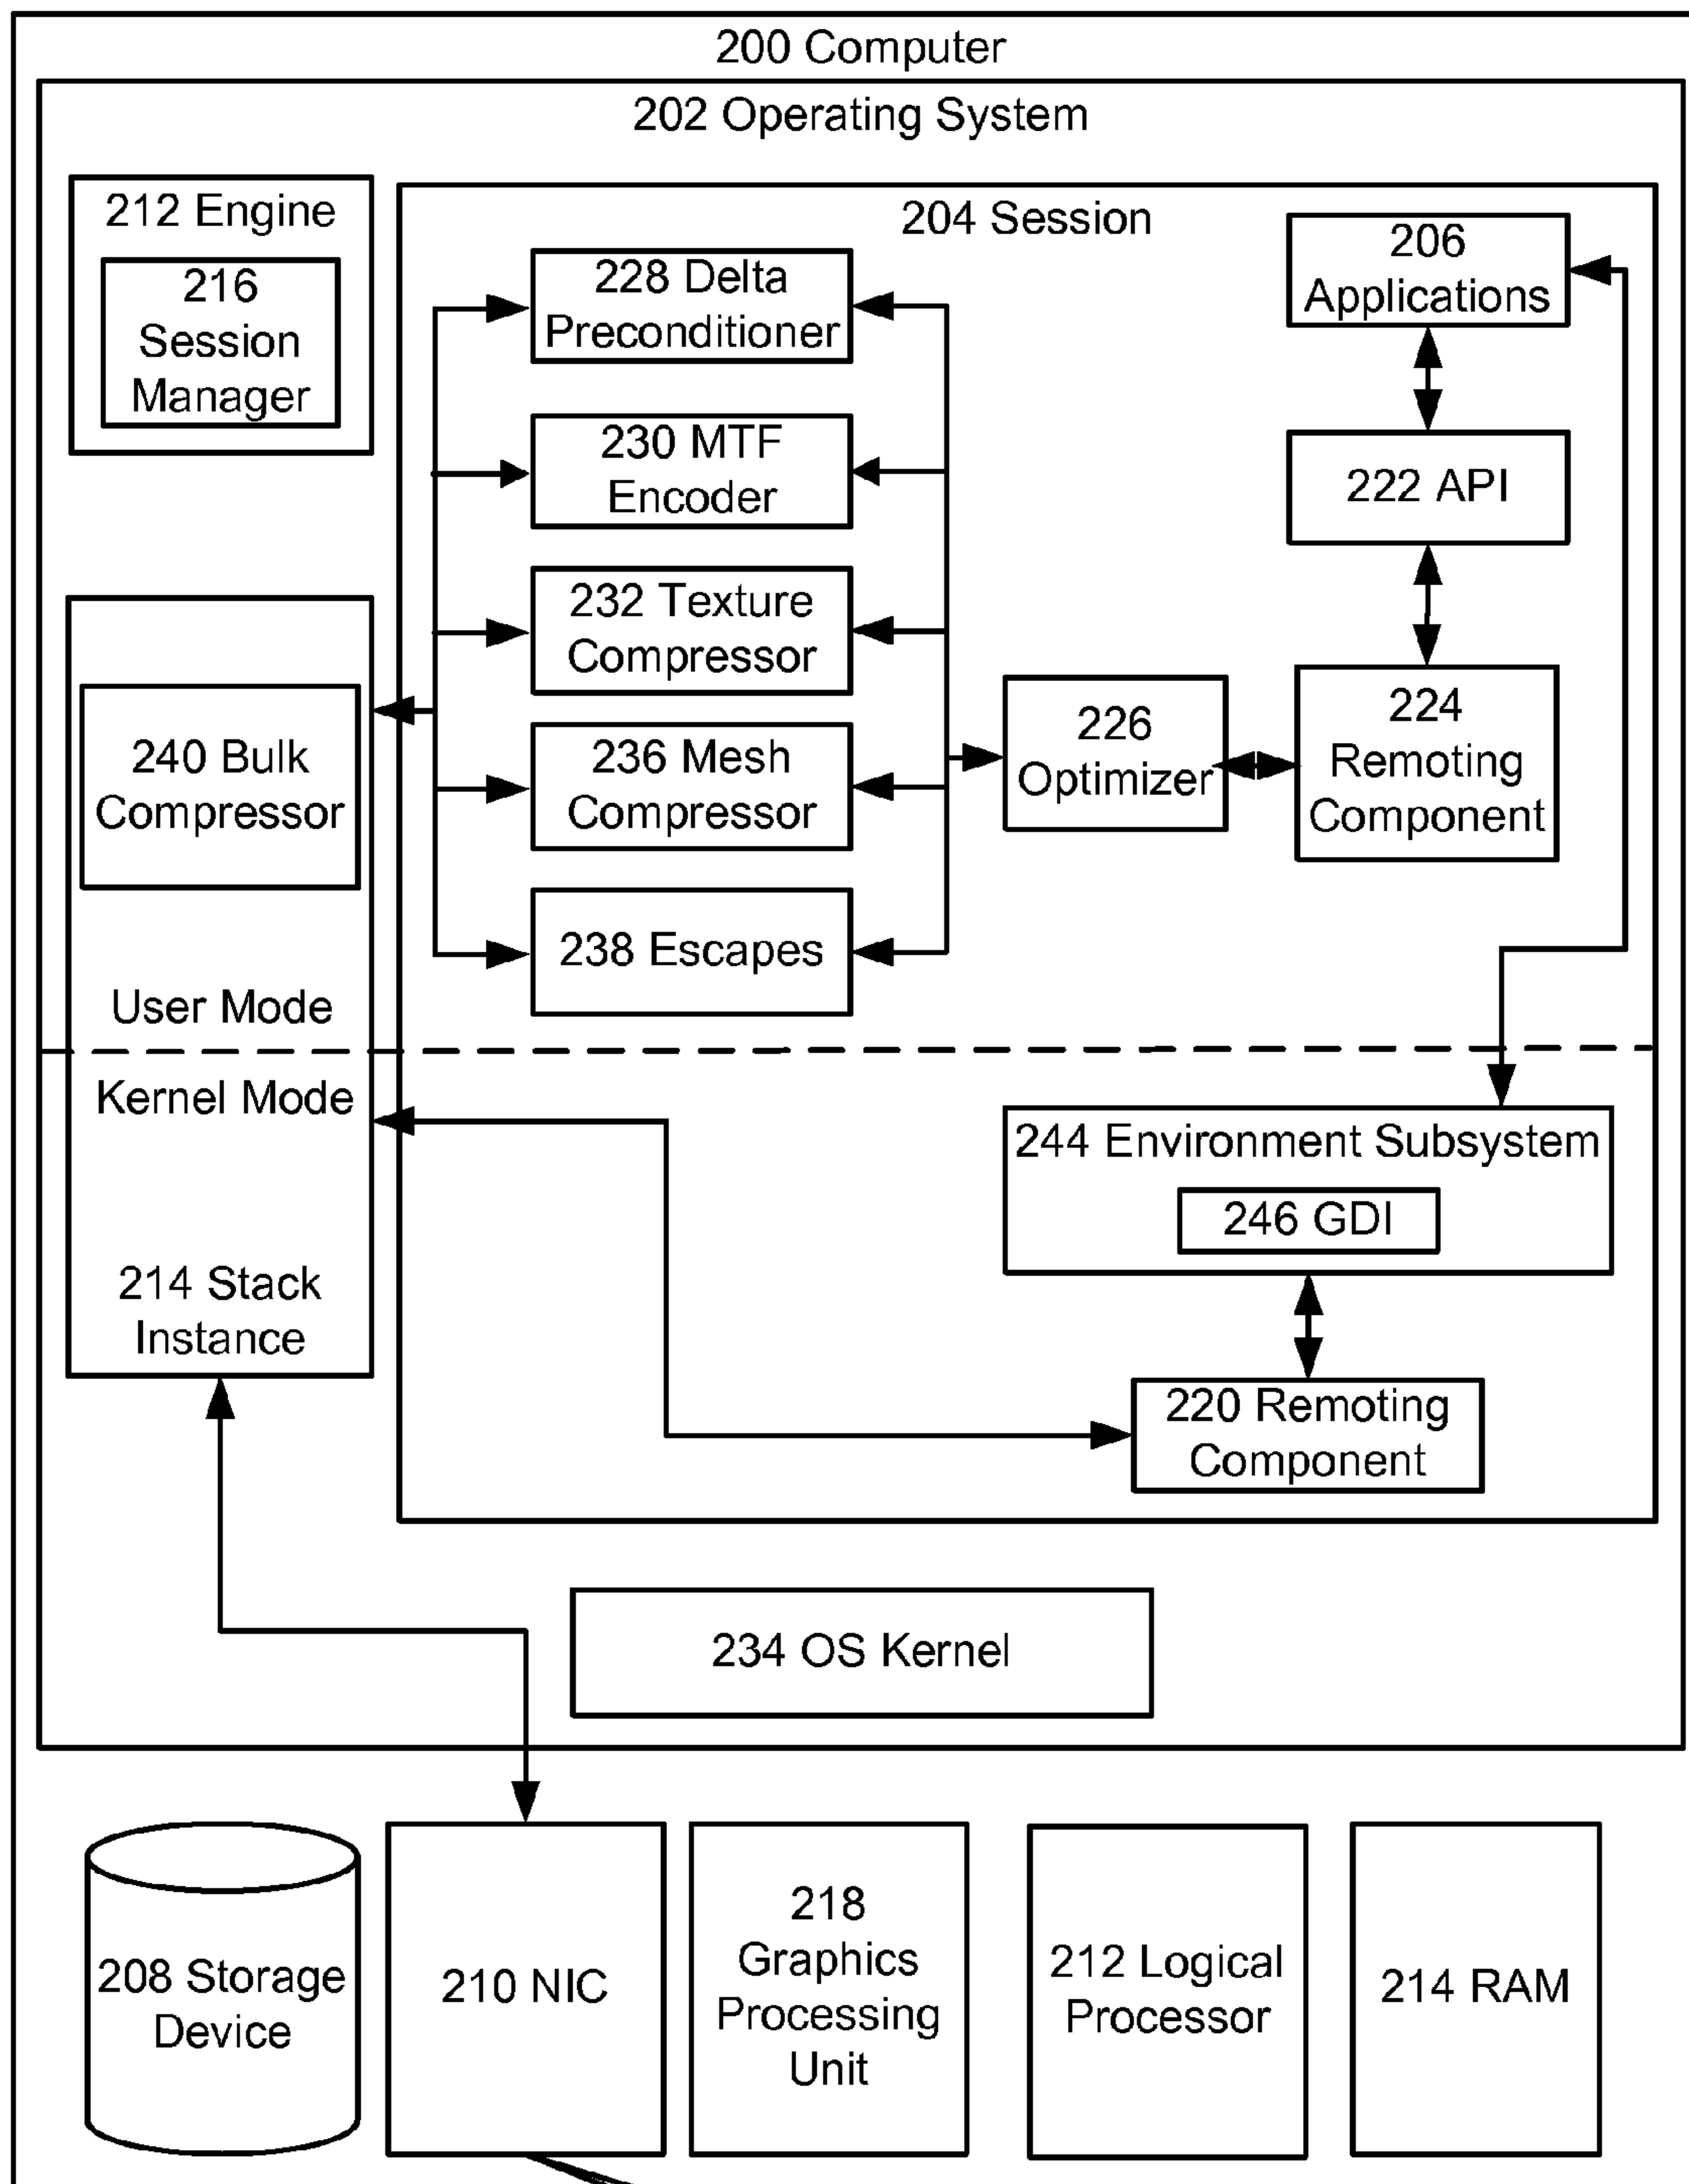 200 Computer
202 Operating System
212 Engine
216
Session
Manager
204 Session
228 Delta
Preconditioner
230 MTF
Encoder
232 Texture
Compressor
236 Mesh
Compressor
238 Escapes
206
Applications
222 API
224
Remoting
Component
226
Optimizer
240 Bulk
Compressor
User Mode
Kernel Mode
214 Stack
Instance
244 Environment Subsystem
246 GDI
220 Remoting
Component
234 OS Kernel
208 Storage
Device
210 NIC
218
Graphics
Processing
Unit
212 Logical
Processor
214 RAM